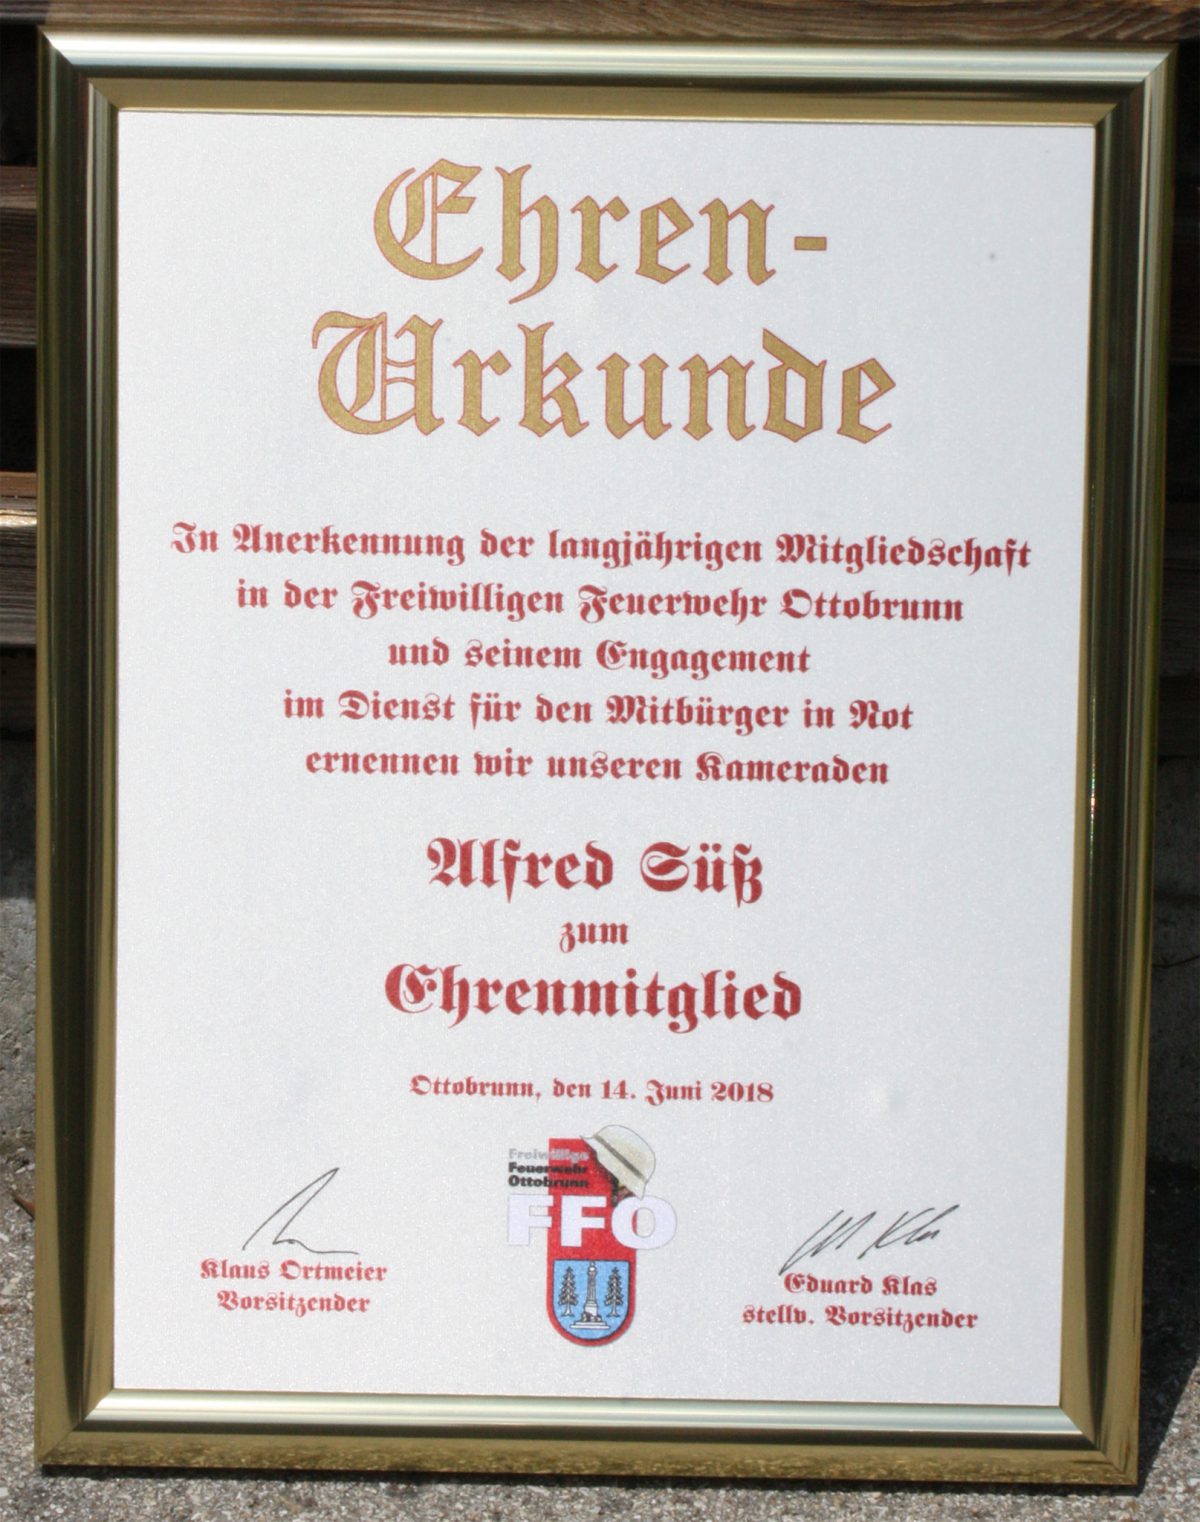 Ehren-
Urkunde
In Anerkennung der langjährigen Mitgliedschaft
in der Freiwilligen Feuerwehr Ottobrunn
und seinem Engagement
im Dienst für den Mitbürger in Not
ernennen wir unseren Kameraden
Alfred Süß
zum
Ehrenmitglied
Ottobrunn, den 14. Juni 2018
Freiwillige
Feuerwehr
Ottobrunn
FFO
Klaus Ortmeier
Vorsitzender
Eduard Klas
stellv. Vorsitzender